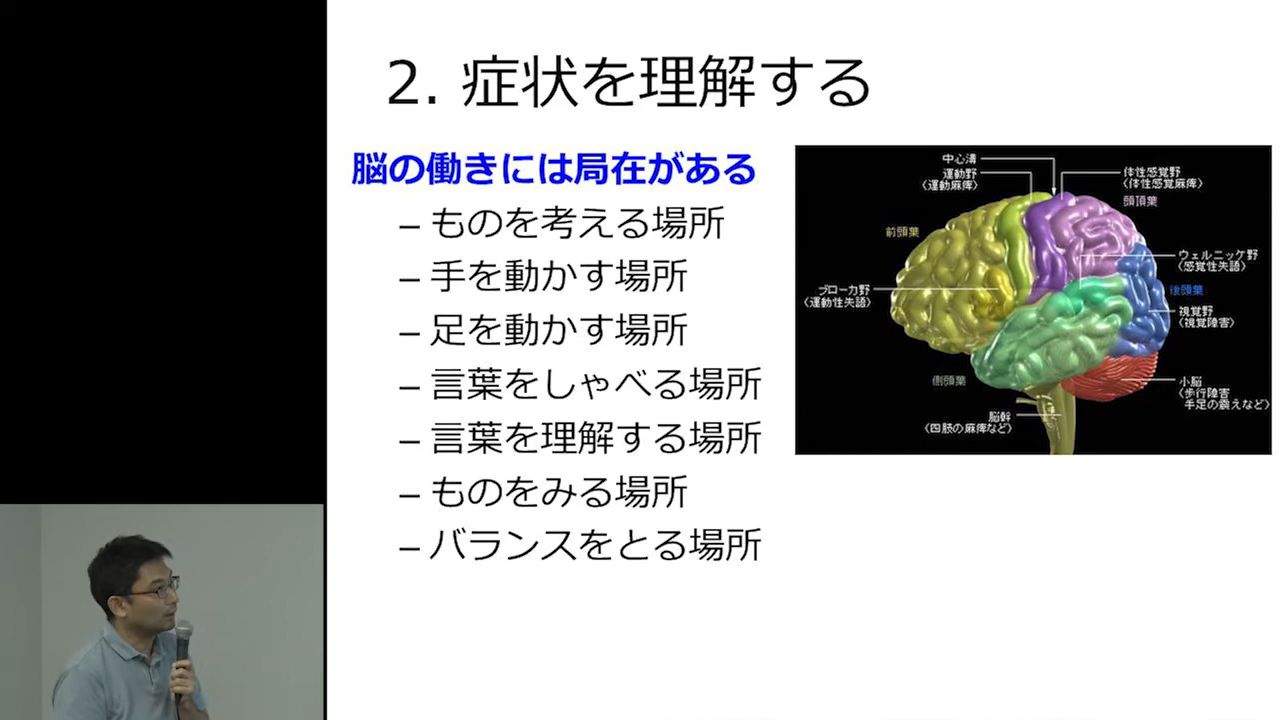 2. 症状を理解する
脳の働きには局在がある
– ものを考える場所
– 手を動かす場所
– 足を動かす場所
– 言葉をしゃべる場所
– 言葉を理解する場所
– ものをみる場所
– バランスをとる場所
中心溝
運動野
〈運動麻痺〉
体性感覚野
〈体性感覚麻痺〉
頭頂葉
前頭葉
ウェルニッケ野
〈感覚性失語〉
ブローカ野
〈運動性失語〉
後頭葉
視覚野
〈視覚障害〉
側頭葉
小脳
〈歩行障害
手足の震えなど〉
脳幹
〈四肢の麻痺など〉